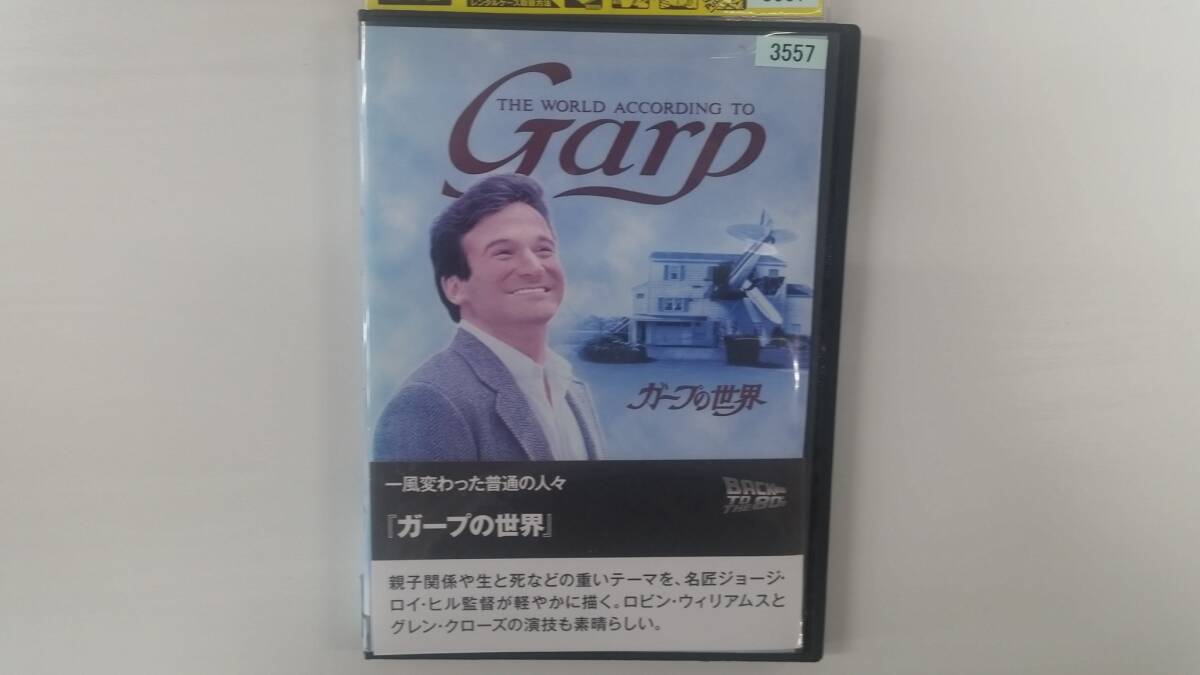 3557
THE WORLD ACCORDING TO
Garp
ガープの世界
一風変わった普通の人々
BACK
TO
THE 80s
『ガープの世界』
親子関係や生と死などの重いテーマを、名匠ジョージ・
ロイ・ヒル監督が軽やかに描く。ロビン・ウィリアムスと
グレン・クローズの演技も素晴らしい。